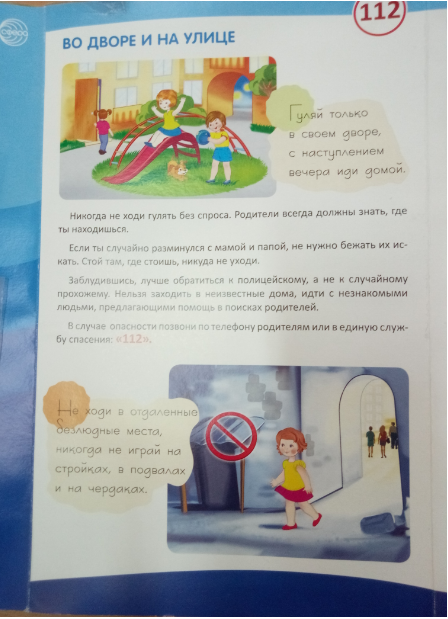 Сфера
112
ВО ДВОРЕ И НА УЛИЦЕ
Гуляй только
в своем дворе,
с наступлением
вечера иди домой.
Никогда не ходи гулять без спроса. Родители всегда должны знать, где
ты находишься.
Если ты случайно разминулся с мамой и папой, не нужно бежать их ис-
кать. Стой там, где стоишь, никуда не уходи.
Заблудившись, лучше обратиться к полицейскому, а не к случайному
прохожему. Нельзя заходить в неизвестные дома, идти с незнакомыми
людьми, предлагающими помощь в поисках родителей.
В случае опасности позвони по телефону родителям или в единую служ-
бу спасения: «112».
Не ходи в отдаленные
безлюдные места,
никогда не играй на
стройках, в подвалах
и на чердаках.